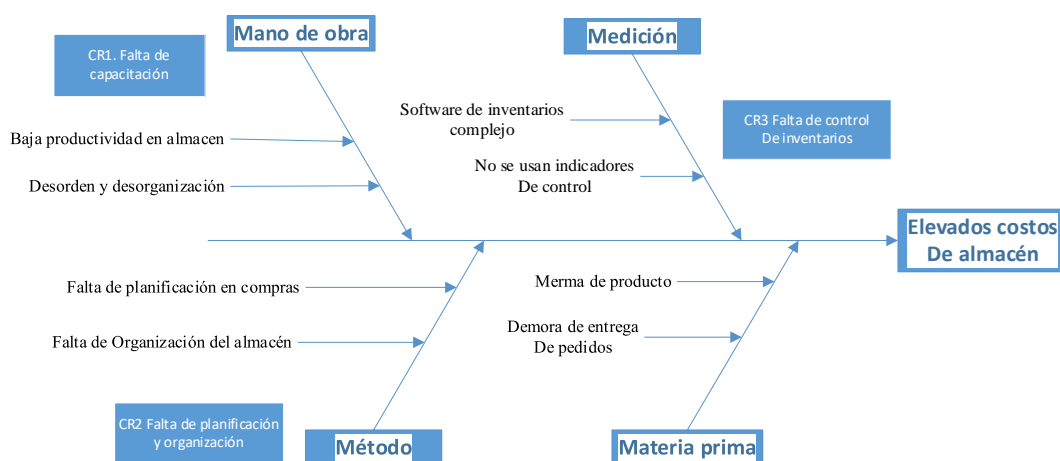 Mano de obra
Medición
CR1. Falta de
capacitación
Software de inventarios
complejo
CR3 Falta de control
De inventarios
Baja productividad en almacen
No se usan indicadores
De control
Desorden y desorganización
Elevados costos
De almacén
Falta de planificación en compras
Merma de producto
Falta de Organización del almacén
Demora de entrega
De pedidos
CR2 Falta de planificación
y organización
Método
Materia prima